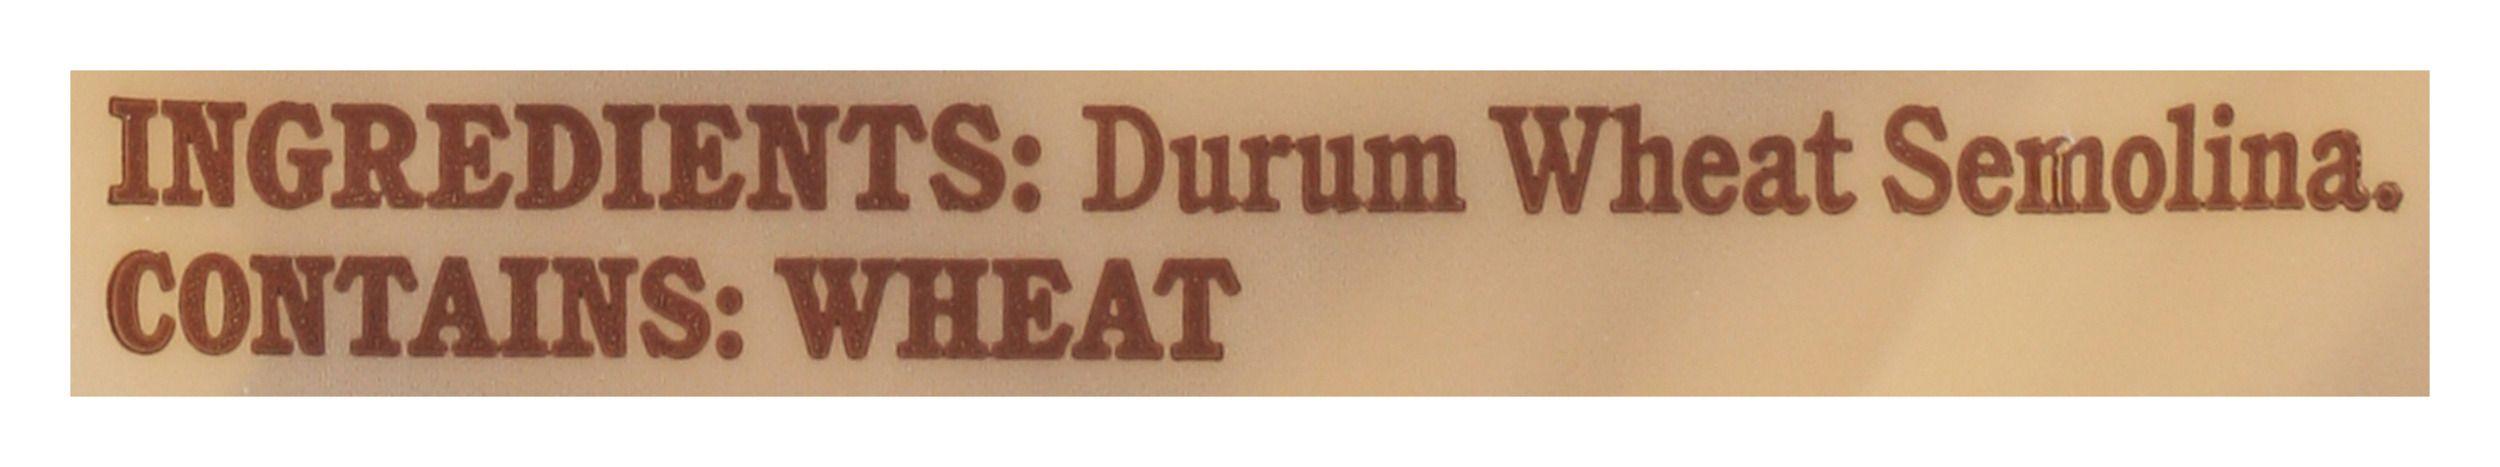 INGREDIENTS: Durum Wheat Semolina.
CONTAINS: WHEAT